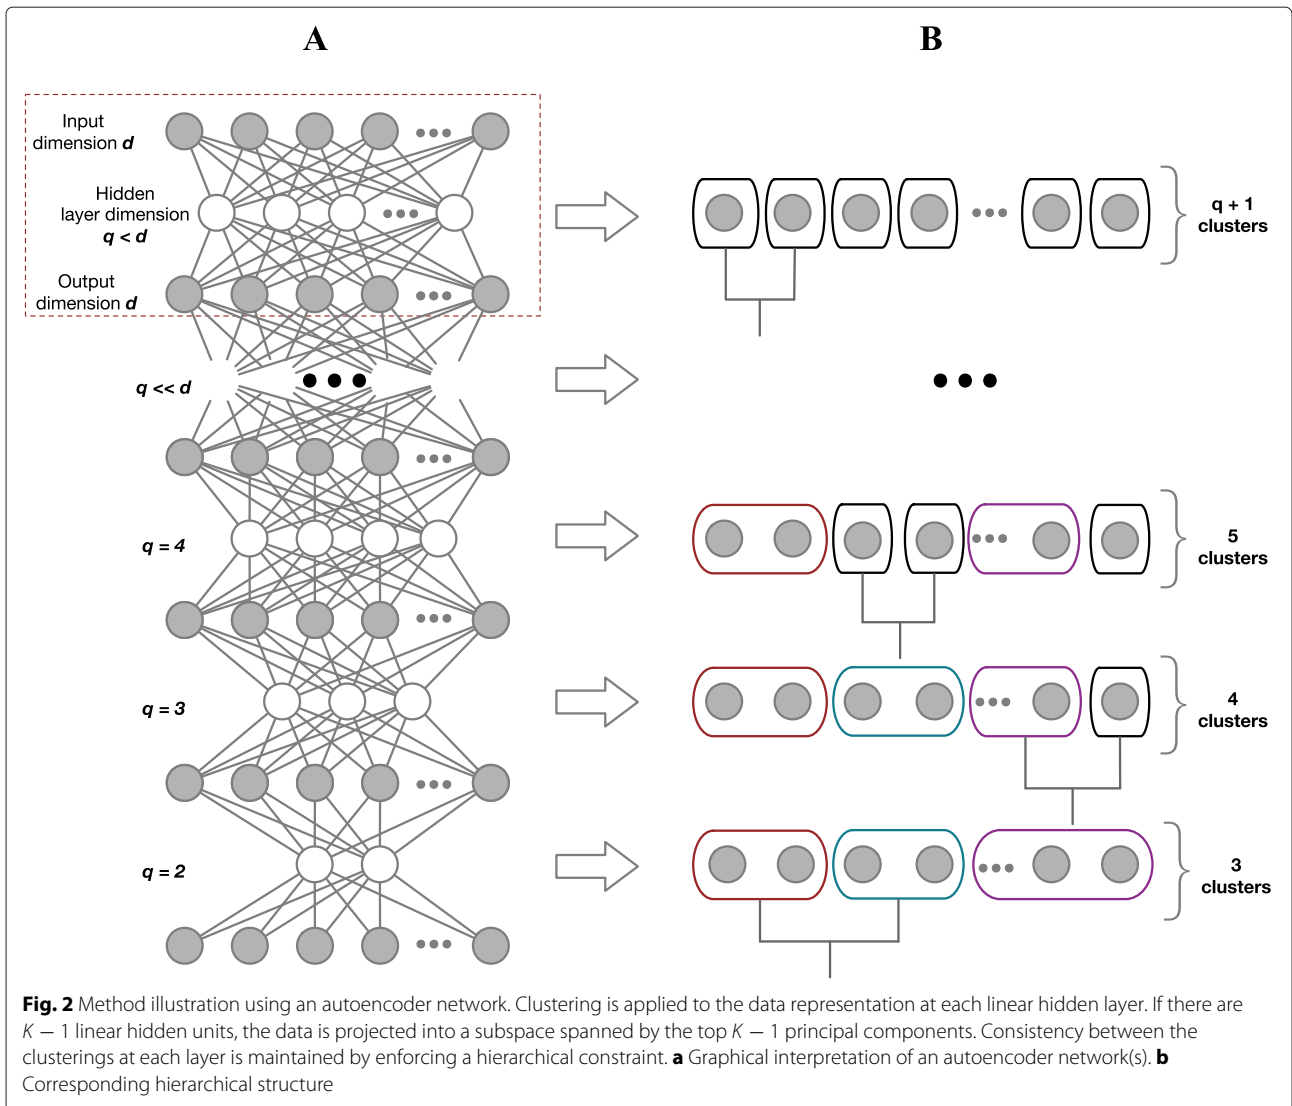 A
B
Input
dimension d
Hidden
layer dimension
q < d
Output
dimension d
q + 1
clusters
q << d
q = 4
5
clusters
q = 3
4
clusters
q = 2
3
clusters
Fig. 2 Method illustration using an autoencoder network. Clustering is applied to the data representation at each linear hidden layer. If there are
K − 1 linear hidden units, the data is projected into a subspace spanned by the top K − 1 principal components. Consistency between the
clusterings at each layer is maintained by enforcing a hierarchical constraint. a Graphical interpretation of an autoencoder network(s). b
Corresponding hierarchical structure